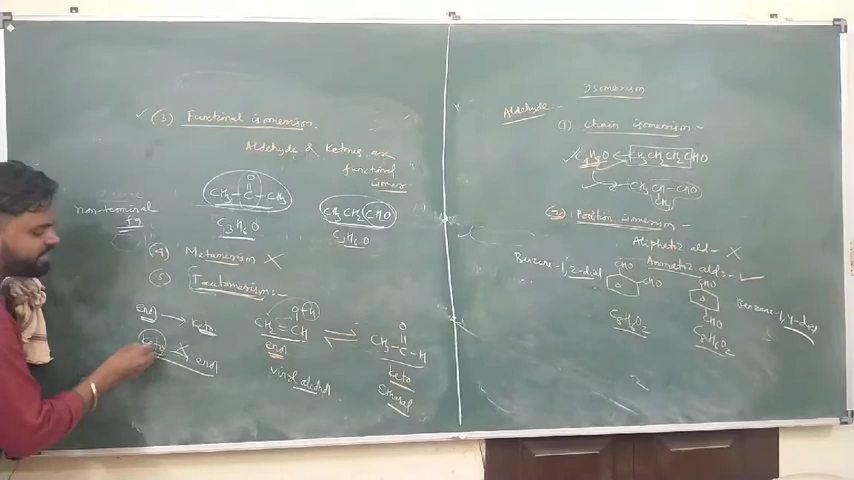 ✓ (3) Functional isomerism.
Aldehyde & Ketones are
functional
isomer
CH₃ – C – CH₃
O
C₃H₆O
CH₃CH₂CHO
C₃H₆O
non-terminal
f.g
(4) Metamerism ✗
(5) Tautomerism :-
enol → Keto
Keto enol
CH₂ = CH
OH
enol
Vinyl alcohol
⇌
O
CH₃ – C – H
Keto
Ethanal
Isomerism
Aldehyde :-
(1) Chain isomerism :-
C₄H₈O CH₃CH₂CH₂CHO
CH₃ CH – CHO
CH₃
(2) Position isomerism –
Aliphatic ald – ✗
Aromatic ald :- ✓
Benzene-1,2-dial
CHO
CHO
C₈H₆O₂
CHO
CHO
C₈H₆O₂
Benzene-1,4-dial